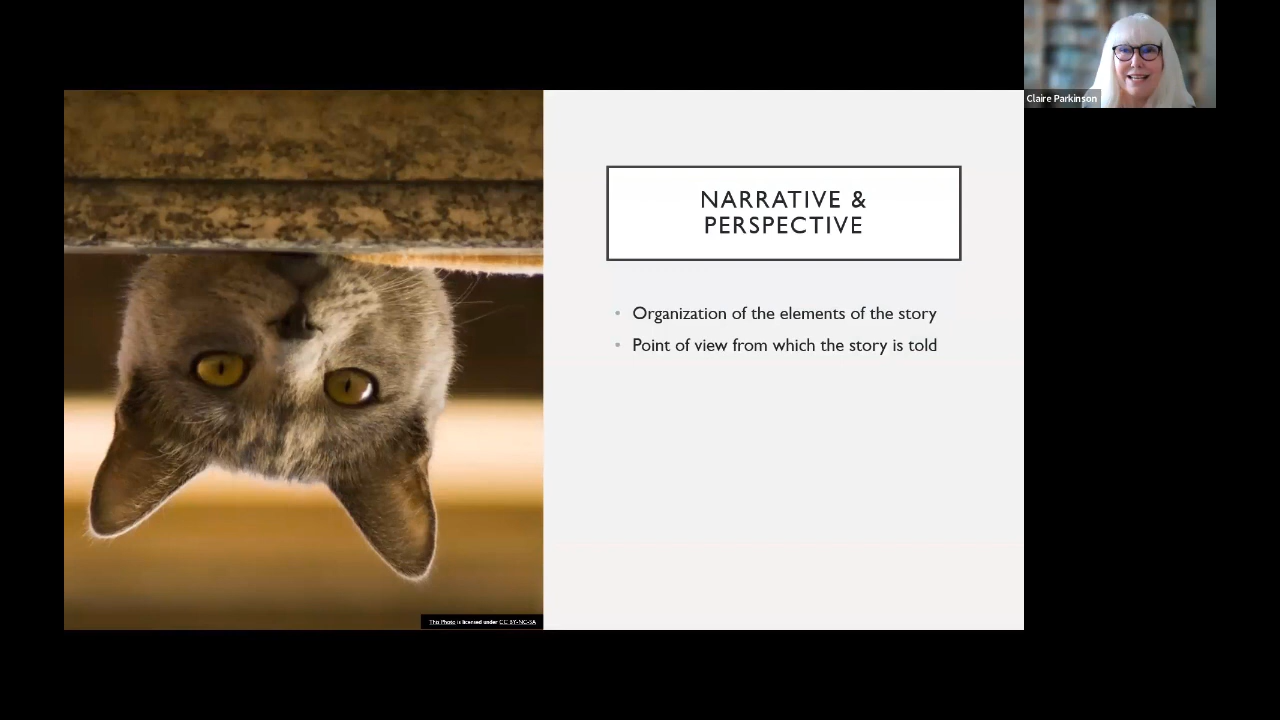 Claire Parkinson
NARRATIVE &
PERSPECTIVE
• Organization of the elements of the story
• Point of view from which the story is told
This Photo is licensed under CC BY-NC-SA